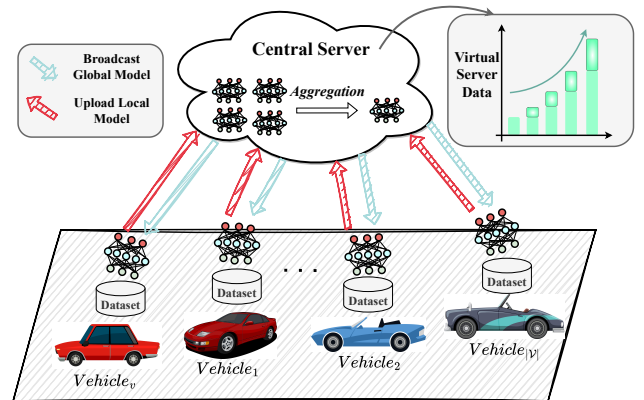 Broadcast
Global Model
Upload Local
Model
Central Server
Aggregation
Virtual
Server
Data
Dataset
Dataset
Dataset
Dataset
. . .
Vehicle_v
Vehicle_1
Vehicle_2
Vehicle_{|𝒱|}